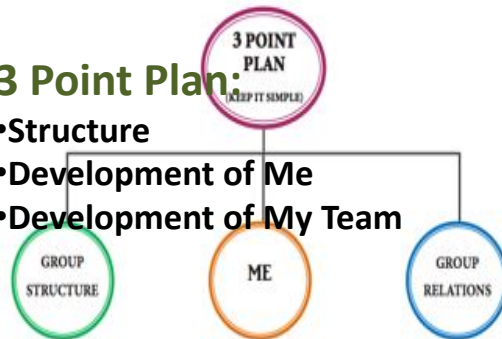 3 Point Plan:
•Structure
•Development of Me
•Development of My Team
3 POINT
PLAN
(KEEP IT SIMPLE)
GROUP
STRUCTURE
ME
GROUP
RELATIONS